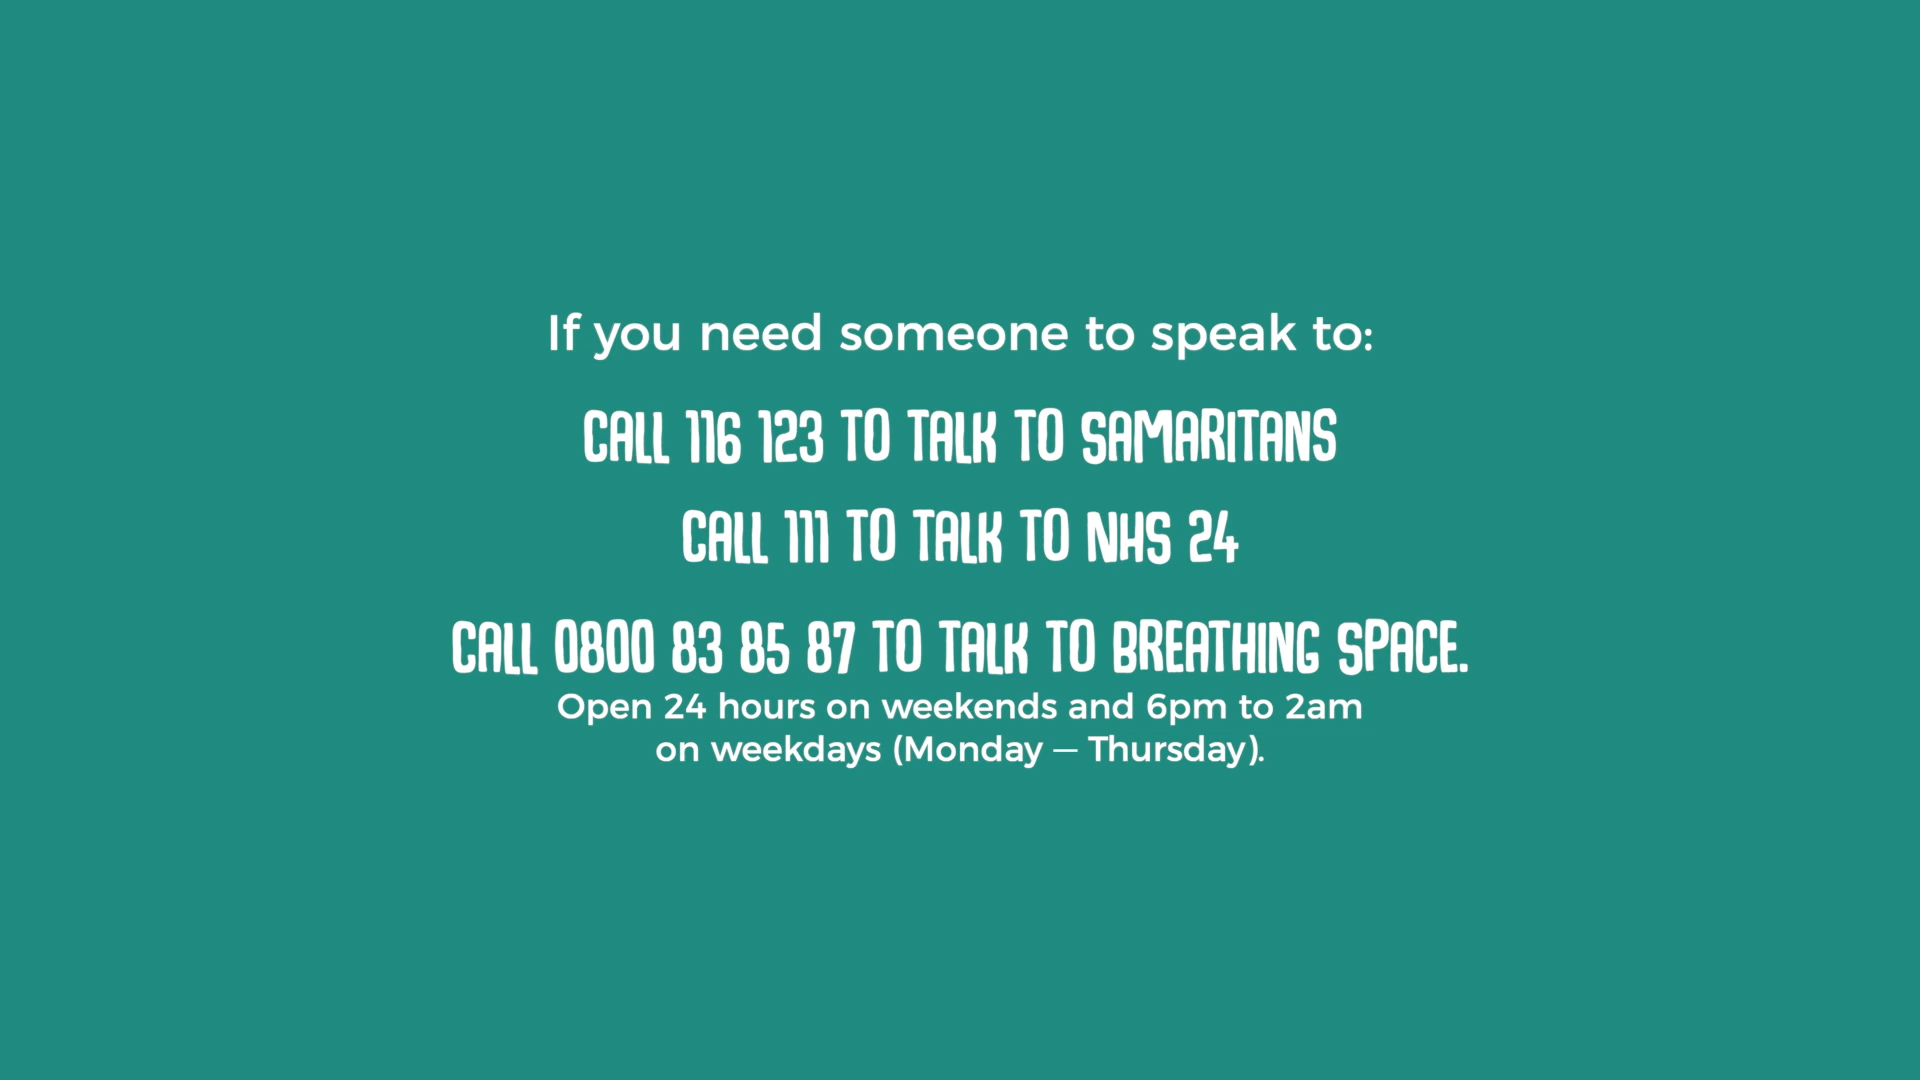 If you need someone to speak to:
CALL 116 123 TO TALK TO SAMARITANS
CALL 111 TO TALK TO NHS 24
CALL 0800 83 85 87 TO TALK TO BREATHING SPACE.
Open 24 hours on weekends and 6pm to 2am
on weekdays (Monday — Thursday).